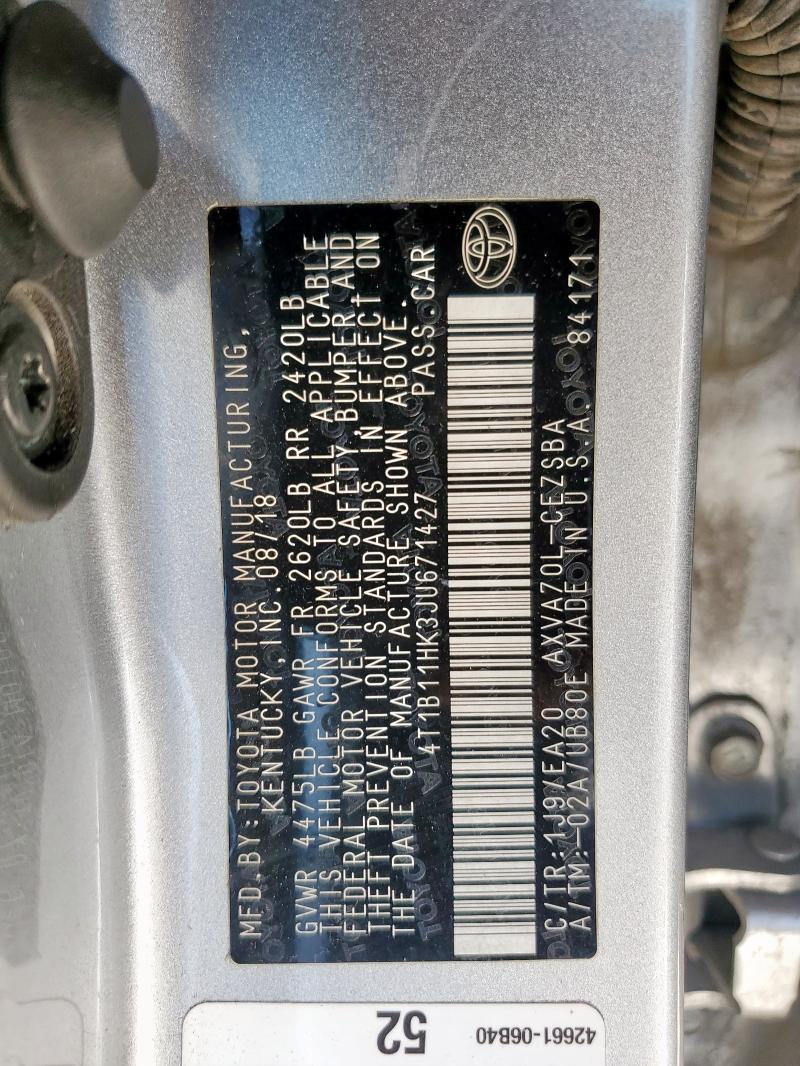 MFD.BY:TOYOTA MOTOR MANUFACTURING,
KENTUCKY, INC.08/18
GVWR 4475LB GAWR FR 2620LB RR 2420LB
THIS VEHICLE CONFORMS TO ALL APPLICABLE
FEDERAL MOTOR VEHICLE SAFETY, BUMPER, AND
THEFT PREVENTION STANDARDS IN EFFECT ON
THE DATE OF MANUFACTURE SHOWN ABOVE.
4T1B11HK3JU671427 PASS.CAR
C/TR:1J9/EA20 AXVA70L-CEZSBA
A/TM:-02A/UB80E MADE IN U.S.A. 84171
52
42661-06B40